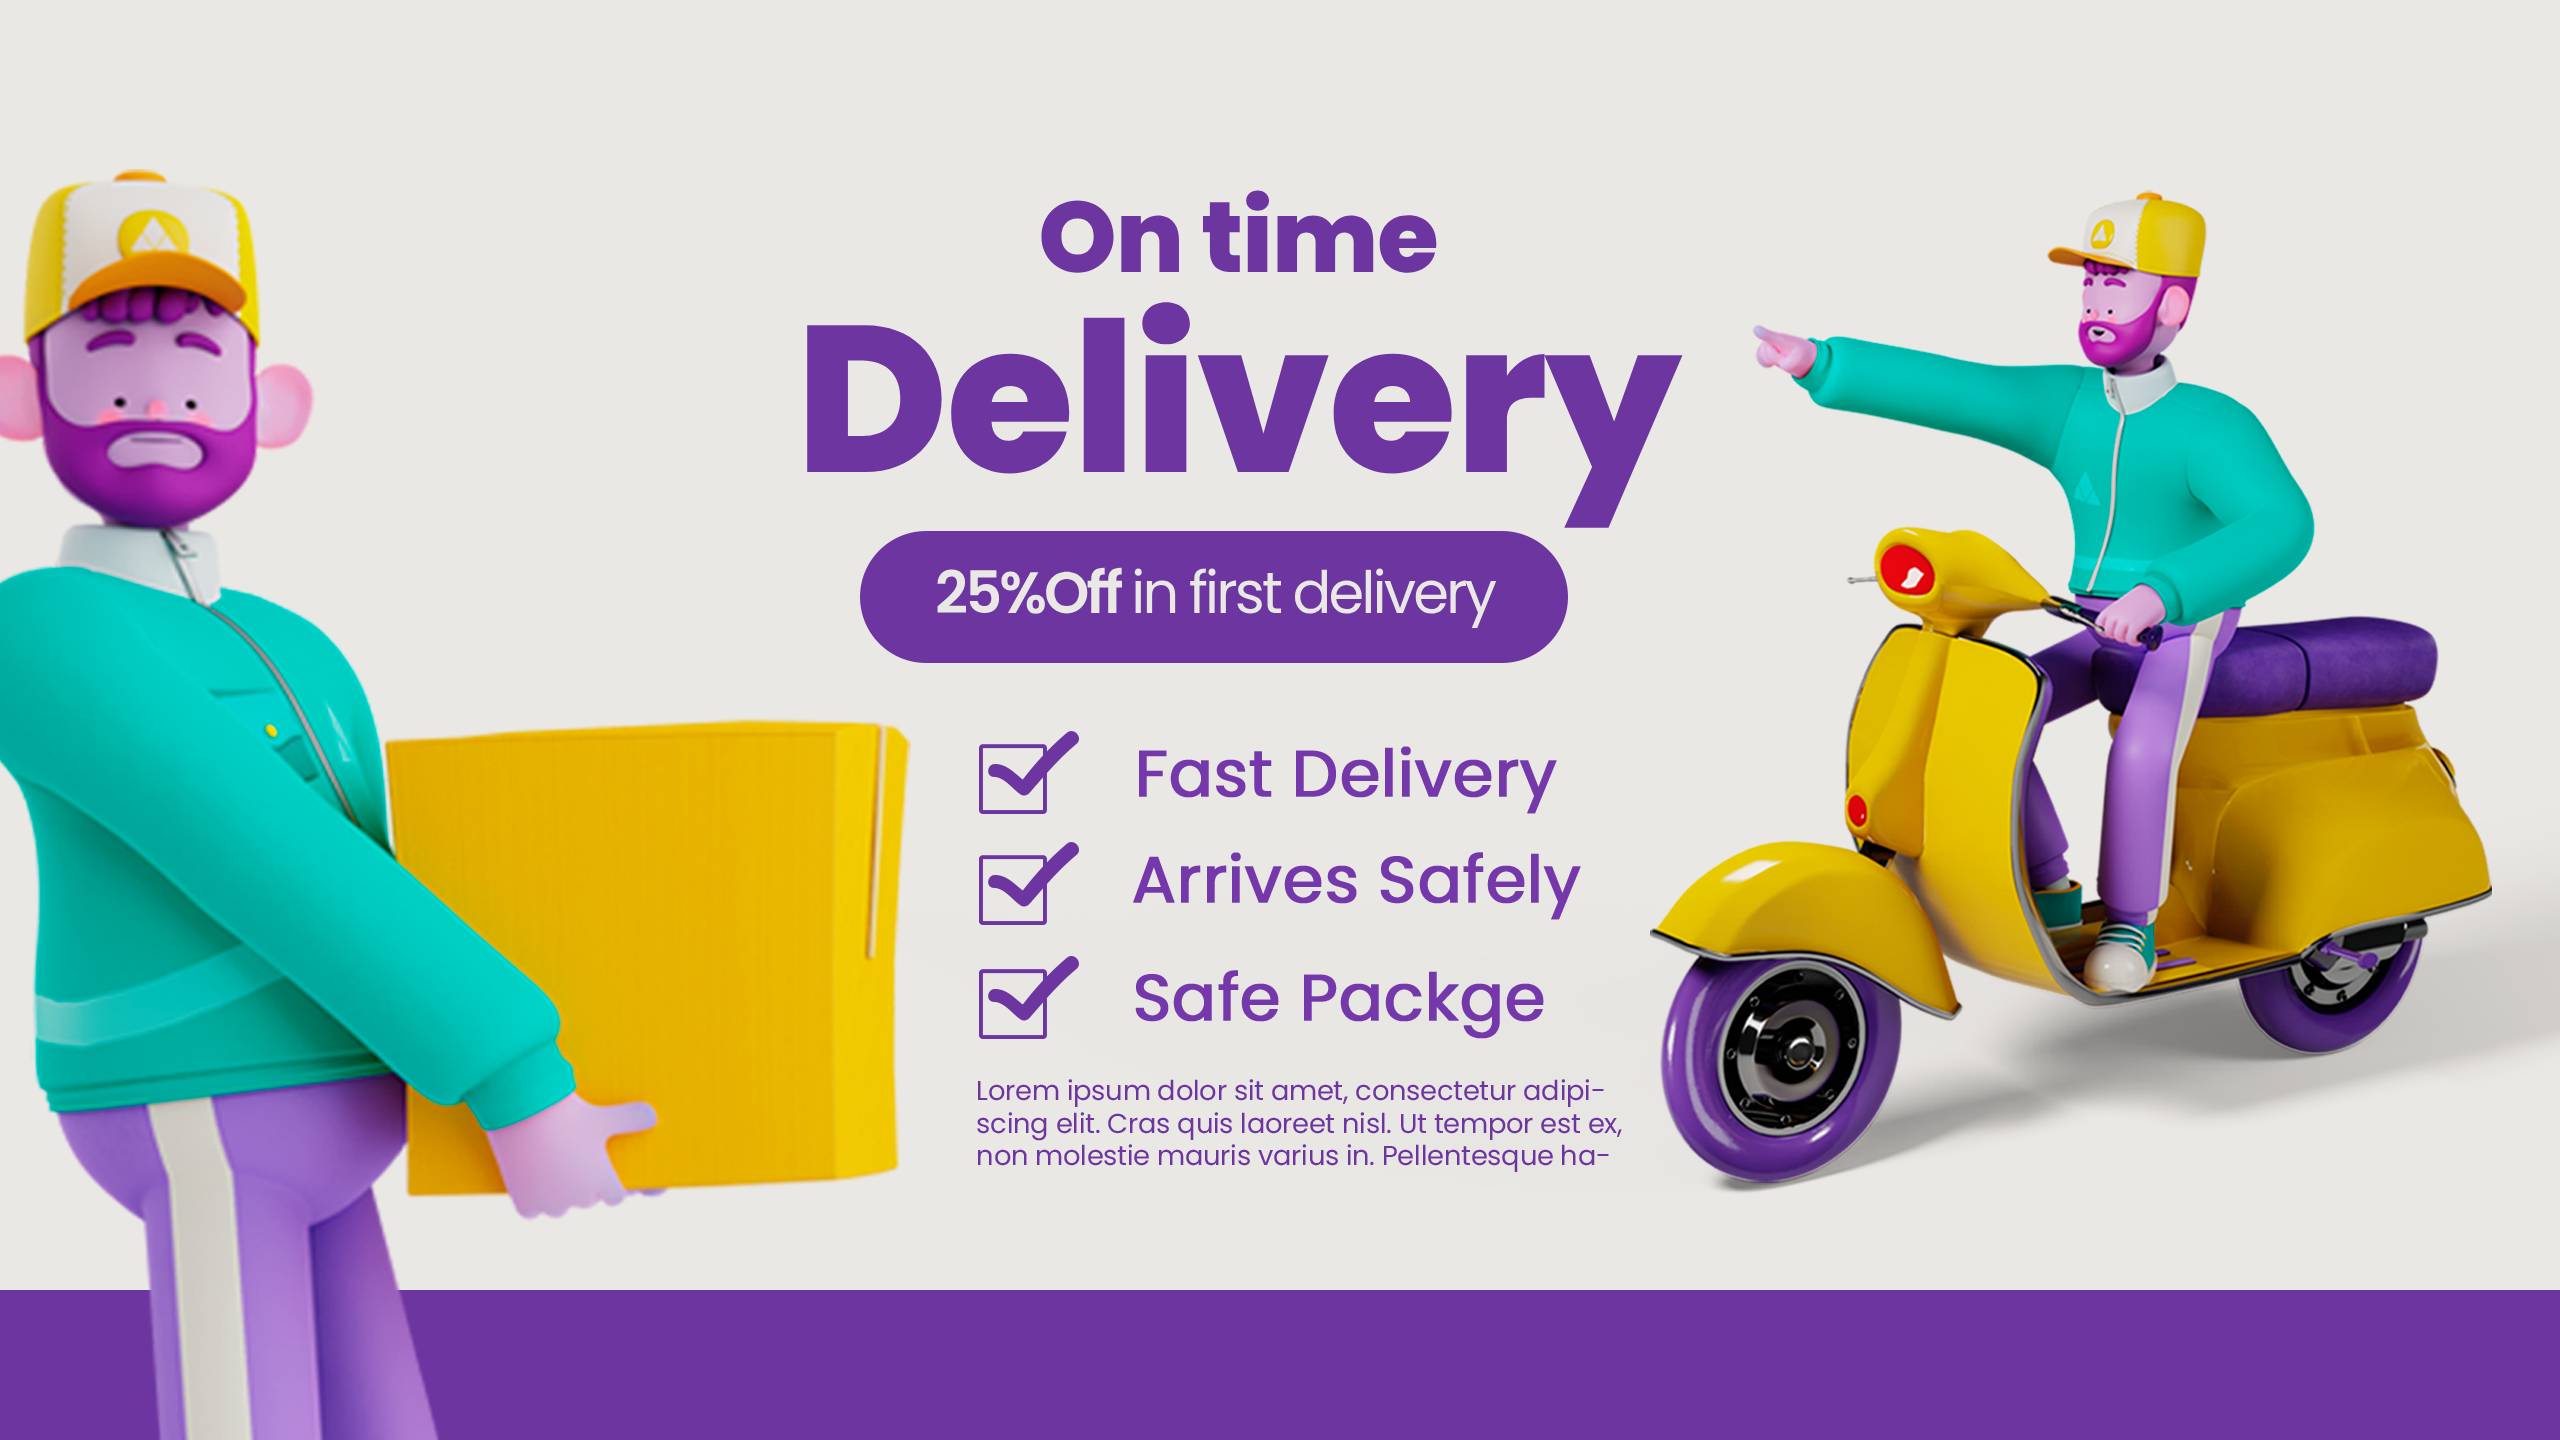 On time
Delivery
25%Off in first delivery
Fast Delivery
Arrives Safely
Safe Packge
Lorem ipsum dolor sit amet, consectetur adipi-
scing elit. Cras quis laoreet nisl. Ut tempor est ex,
non molestie mauris varius in. Pellentesque ha-